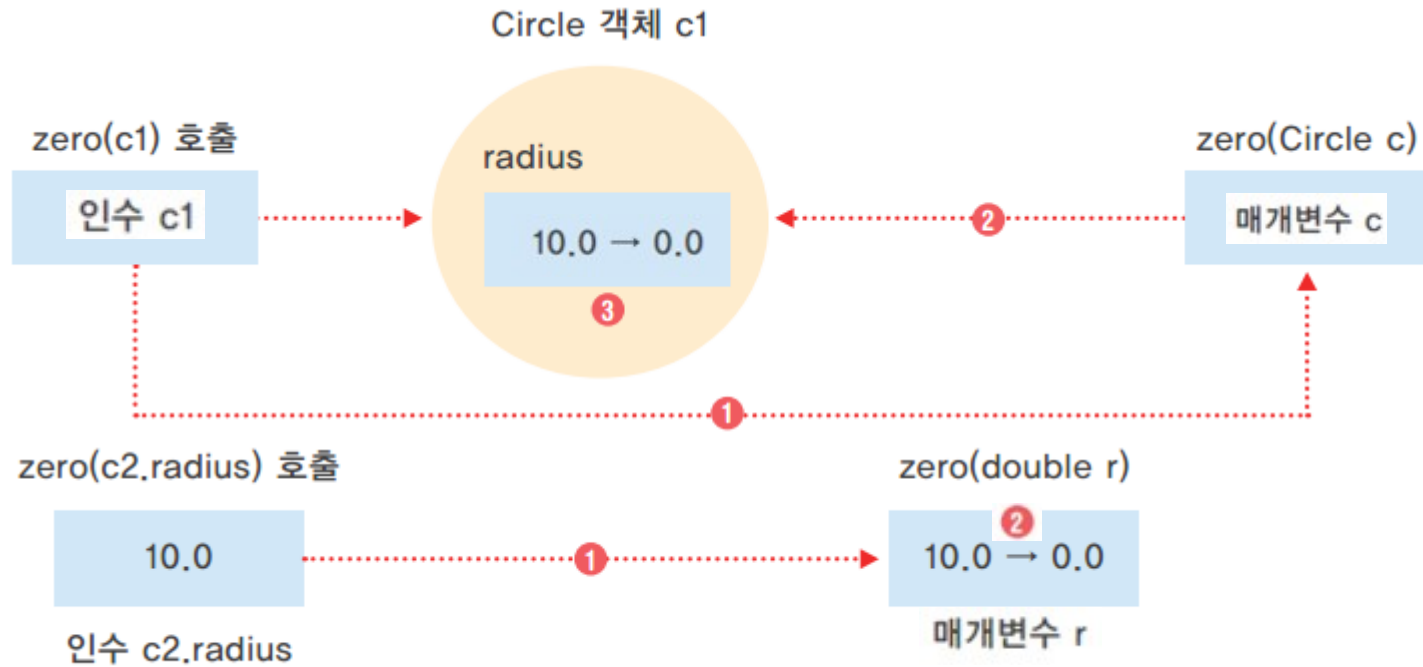 Circle 객체 c1
zero(c1) 호출
인수 c1
radius
10.0 → 0.0
3
2
zero(Circle c)
매개변수 c
1
zero(c2.radius) 호출
10.0
인수 c2.radius
1
zero(double r)
2
10.0 → 0.0
매개변수 r